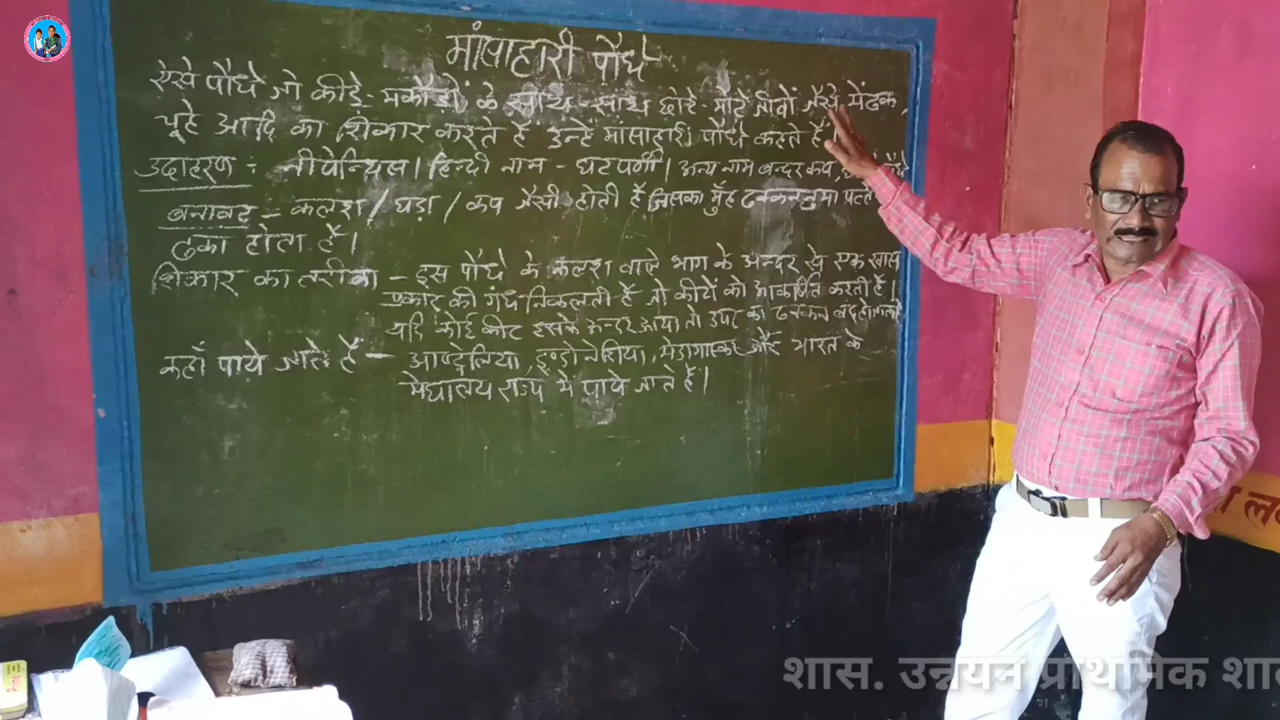 मांसाहारी पौधे
ऐसे पौधे जो कीड़े-मकौड़ों के साथ-साथ छोटे-मोटे जीवों जैसे मेंढक,
चूहे आदि का शिकार करते हैं उन्हें मांसाहारी पौधे कहते हैं।
उदाहरण : नीपेन्थिस। हिन्दी नाम - घटपर्णी। अन्य नाम बन्दर कप,
बनावट - कलश / घड़ा / कप जैसी होती है जिसका मुँह ढक्कननुमा पत्ते
ढका होता है।
शिकार का तरीका - इस पौधे के कलश वाले भाग के अन्दर से एक खास
प्रकार की गंध निकलती है जो कीटों को आकर्षित करती है।
यदि कोई कीट इसके अन्दर आया तो उपर का ढक्कन बंद हो
कहाँ पाये जाते हैं - आस्ट्रेलिया, इण्डोनेशिया, मेडागास्कर और भारत के
मेघालय राज्य में पाये जाते हैं।
शास. उन्नयन प्राथमिक